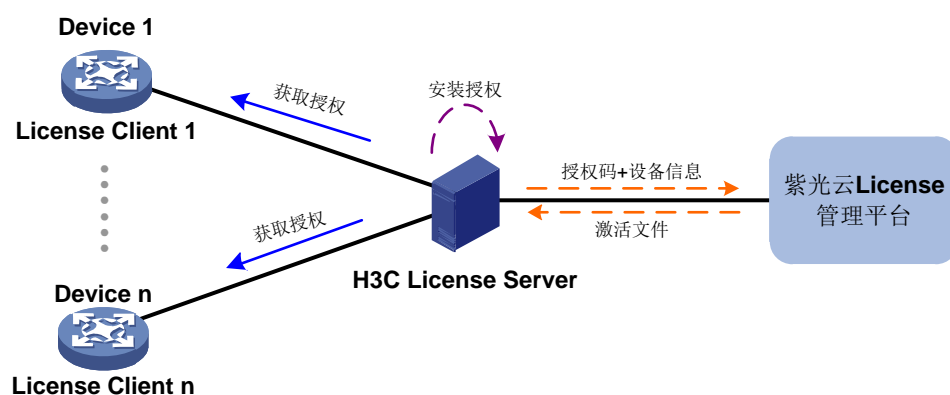 Device 1
License Client 1
获取授权
安装授权
授权码+设备信息
激活文件
紫光云License
管理平台
获取授权
H3C License Server
Device n
License Client n